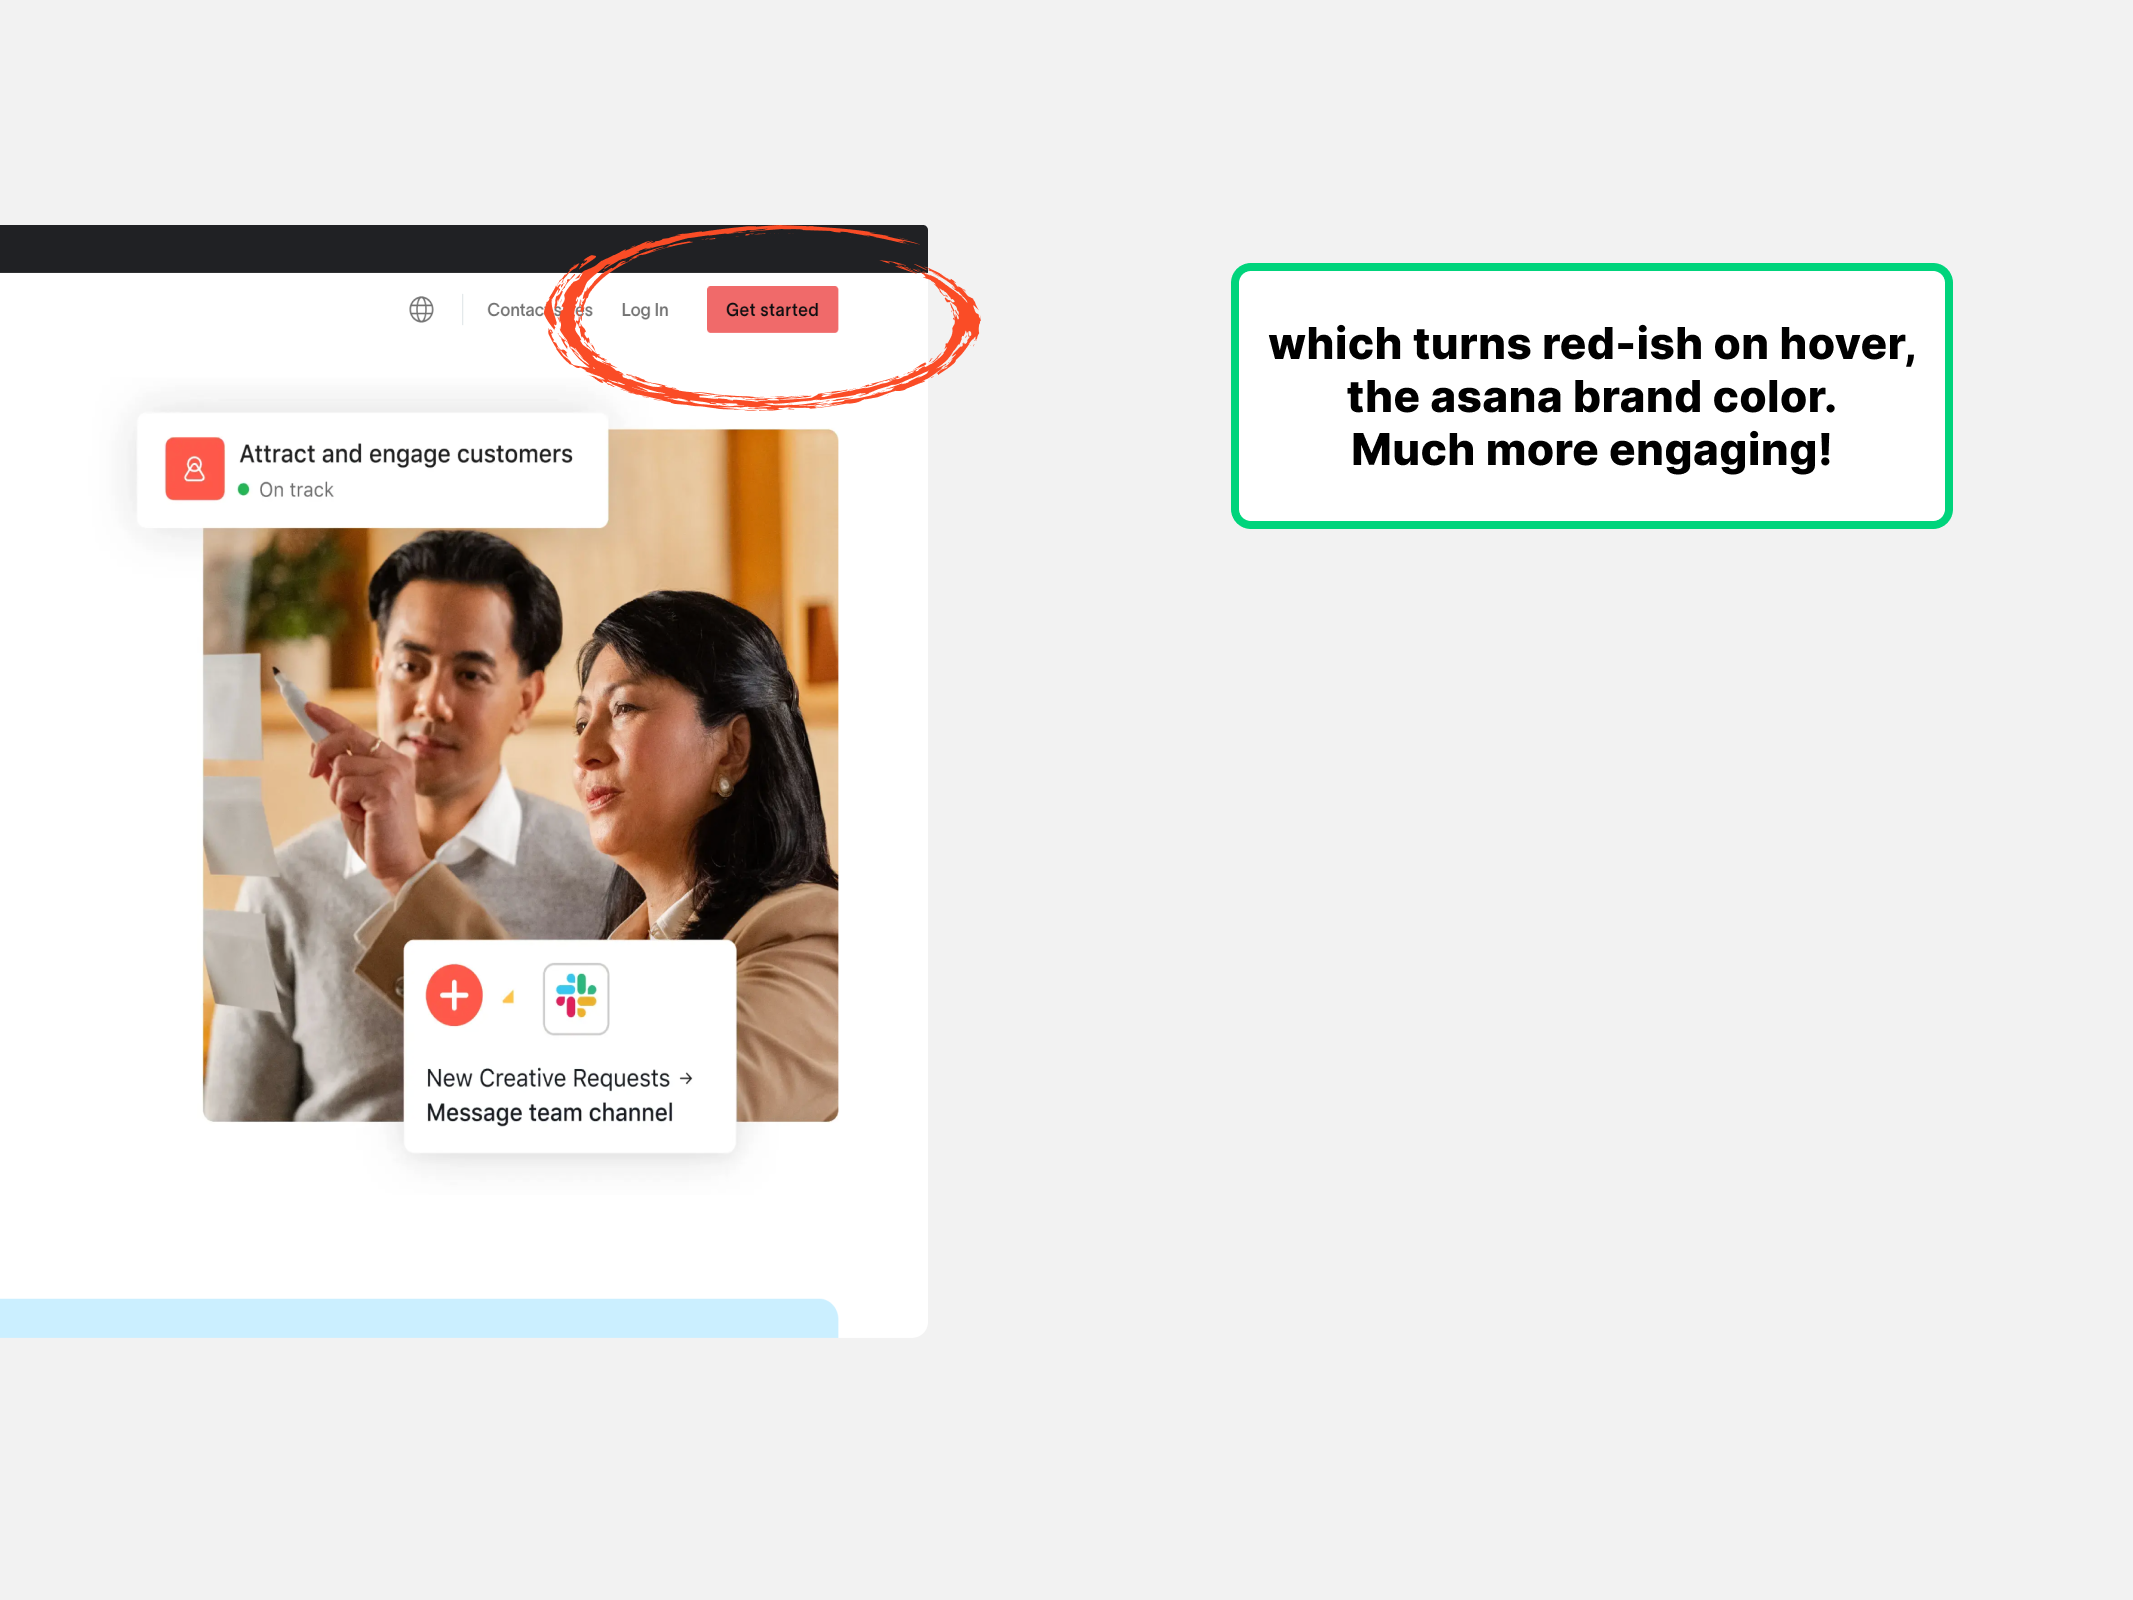 Contac s es Log In Get started
which turns red-ish on hover,
the asana brand color.
Much more engaging!
Attract and engage customers
On track
New Creative Requests →
Message team channel